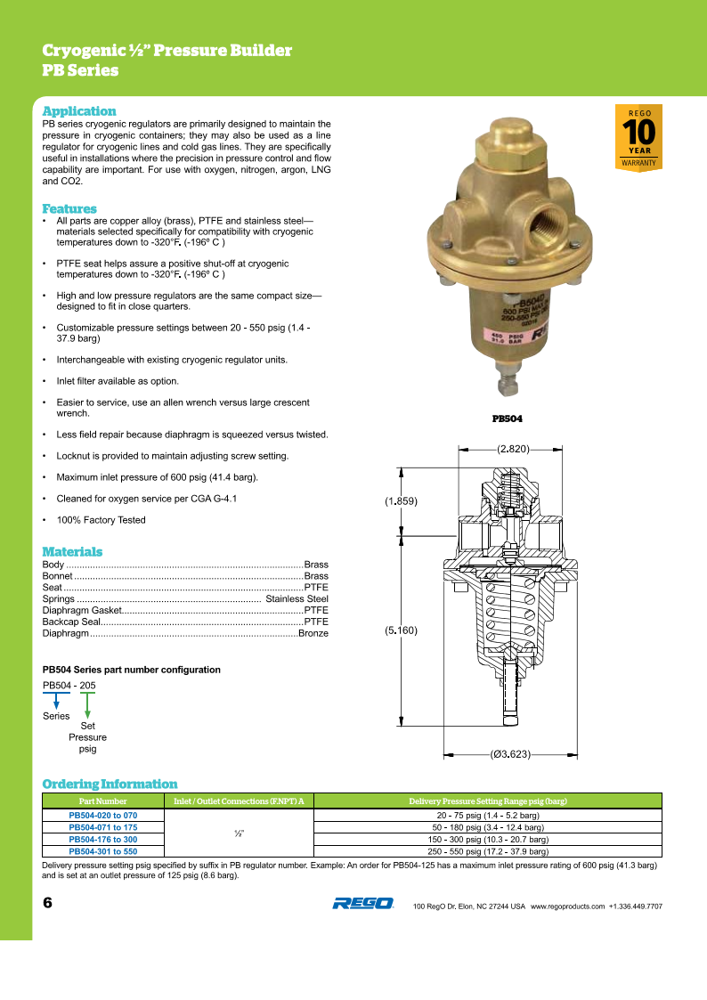 Cryogenic ½” Pressure Builder
PB Series
Application
PB series cryogenic regulators are primarily designed to maintain the
pressure in cryogenic containers; they may also be used as a line
regulator for cryogenic lines and cold gas lines. They are specifically
useful in installations where the precision in pressure control and flow
capability are important. For use with oxygen, nitrogen, argon, LNG
and CO2.
Features
• All parts are copper alloy (brass), PTFE and stainless steel—
materials selected specifically for compatibility with cryogenic
temperatures down to -320°F. (-196º C )
• PTFE seat helps assure a positive shut-off at cryogenic
temperatures down to -320°F. (-196º C )
• High and low pressure regulators are the same compact size—
designed to fit in close quarters.
• Customizable pressure settings between 20 - 550 psig (1.4 -
37.9 barg)
• Interchangeable with existing cryogenic regulator units.
• Inlet filter available as option.
• Easier to service, use an allen wrench versus large crescent
wrench.
• Less field repair because diaphragm is squeezed versus twisted.
• Locknut is provided to maintain adjusting screw setting.
• Maximum inlet pressure of 600 psig (41.4 barg).
• Cleaned for oxygen service per CGA G-4.1
• 100% Factory Tested
Materials
Body ..... Brass
Bonnet ..... Brass
Seat ..... PTFE
Springs ..... Stainless Steel
Diaphragm Gasket ..... PTFE
Backcap Seal ..... PTFE
Diaphragm ..... Bronze
PB504 Series part number configuration
PB504 - 205
Series
Set
Pressure
psig
REGO
10
YEAR
WARRANTY
PB504D
600 PSI MAX
250-550 PSI
450 PSIG
31.0 BAR
PB504
(2.820)
(1.859)
(5.160)
(Ø3.623)
Ordering Information
Part Number Inlet / Outlet Connections (F.NPT) A Delivery Pressure Setting Range psig (barg)
PB504-020 to 070 ½" 20 - 75 psig (1.4 - 5.2 barg)
PB504-071 to 175 50 - 180 psig (3.4 - 12.4 barg)
PB504-176 to 300 150 - 300 psig (10.3 - 20.7 barg)
PB504-301 to 550 250 - 550 psig (17.2 - 37.9 barg)
Delivery pressure setting psig specified by suffix in PB regulator number. Example: An order for PB504-125 has a maximum inlet pressure rating of 600 psig (41.3 barg)
and is set at an outlet pressure of 125 psig (8.6 barg).
6
REGO 100 RegO Dr, Elon, NC 27244 USA www.regoproducts.com +1.336.449.7707